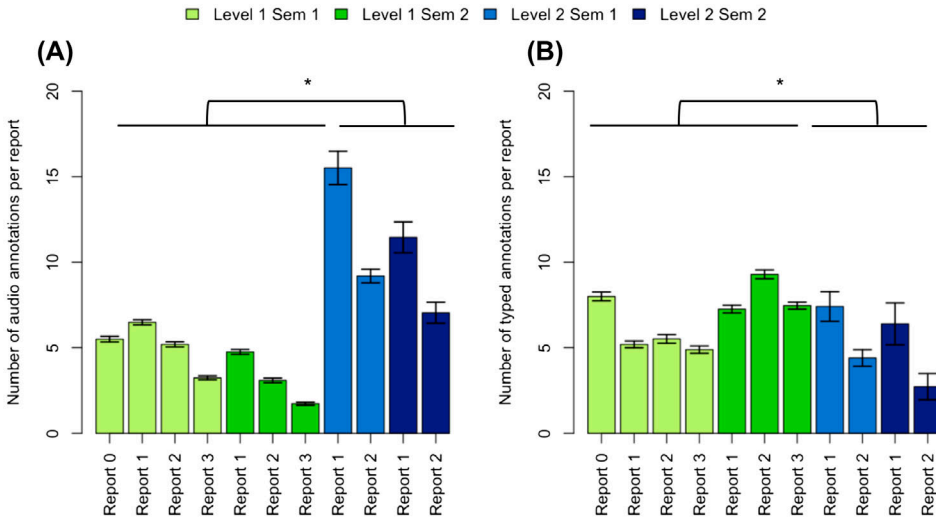 Level 1 Sem 1 Level 1 Sem 2 Level 2 Sem 1 Level 2 Sem 2
(A)
Number of audio annotations per report
20
15
10
5
0
*
Report 0
Report 1
Report 2
Report 3
Report 1
Report 2
Report 3
Report 1
Report 2
Report 1
Report 2
(B)
Number of typed annotations per report
20
15
10
5
0
*
Report 0
Report 1
Report 2
Report 3
Report 1
Report 2
Report 3
Report 1
Report 2
Report 1
Report 2